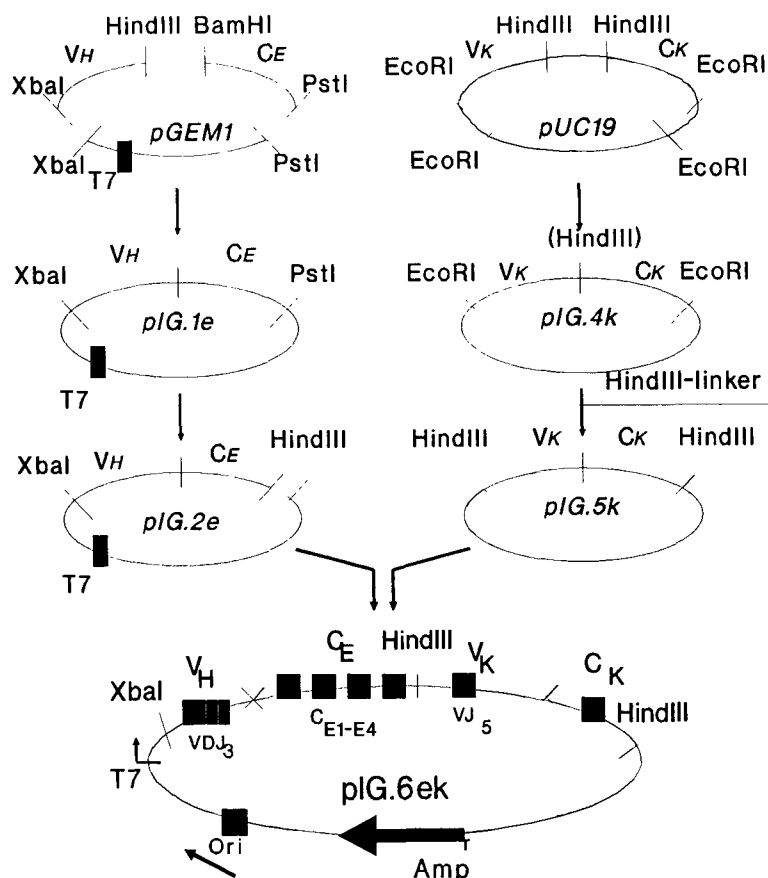 HindIII BamHI
VH CE
XbaI PstI
pGEM1
XbaI T7 PstI
HindIII HindIII
VK CK
EcoRI EcoRI
pUC19
EcoRI EcoRI
VH CE
XbaI PstI
pIG.1e
T7
(HindIII)
EcoRI VK CK EcoRI
pIG.4k
HindIII-linker
HindIII
XbaI VH CE
pIG.2e
T7
HindIII VK CK HindIII
pIG.5k
CE HindIII VK
VH CK
XbaI HindIII
VDJ3 CE1-E4 VJ5
T7
pIG.6ek
Ori
Ampr